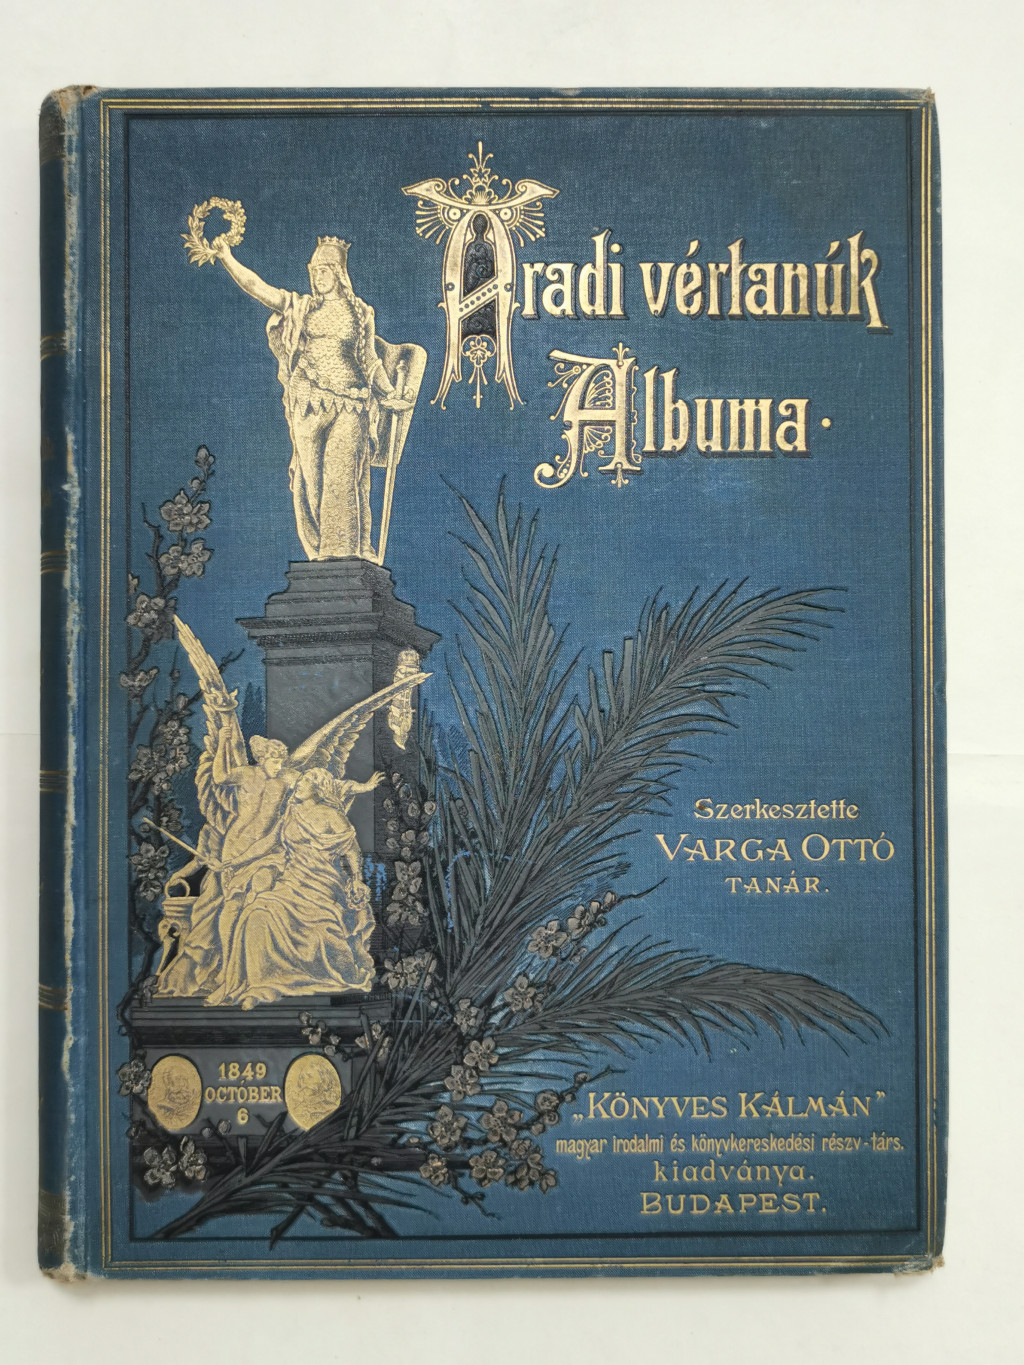 Aradi vértanúk
Albuma.
Szerkesztette
VARGA OTTÓ
TANÁR.
1849
OCTOBER
6
„KÖNYVES KÁLMÁN"
magyar irodalmi és könyvkereskedési részv-társ.
kiadványa.
BUDAPEST.